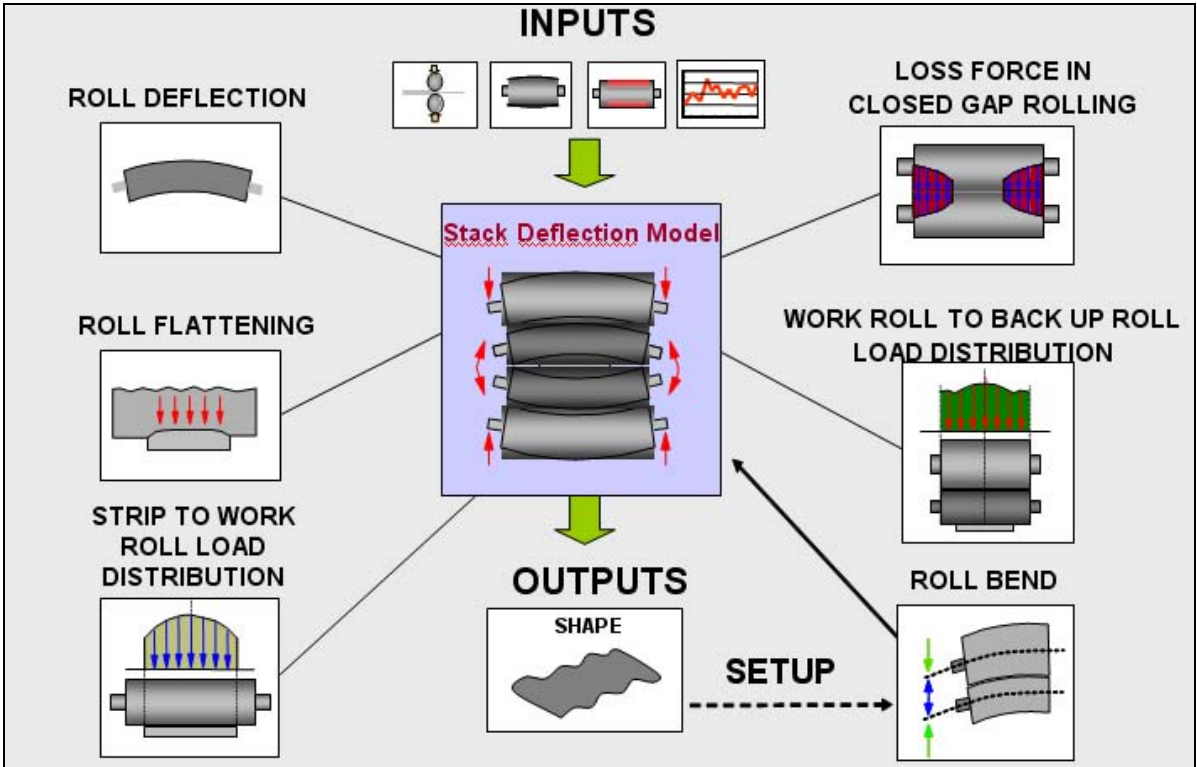 INPUTS
ROLL DEFLECTION
LOSS FORCE IN
CLOSED GAP ROLLING
Stack Deflection Model
ROLL FLATTENING
WORK ROLL TO BACK UP ROLL
LOAD DISTRIBUTION
STRIP TO WORK
ROLL LOAD
DISTRIBUTION
OUTPUTS
SHAPE
SETUP
ROLL BEND